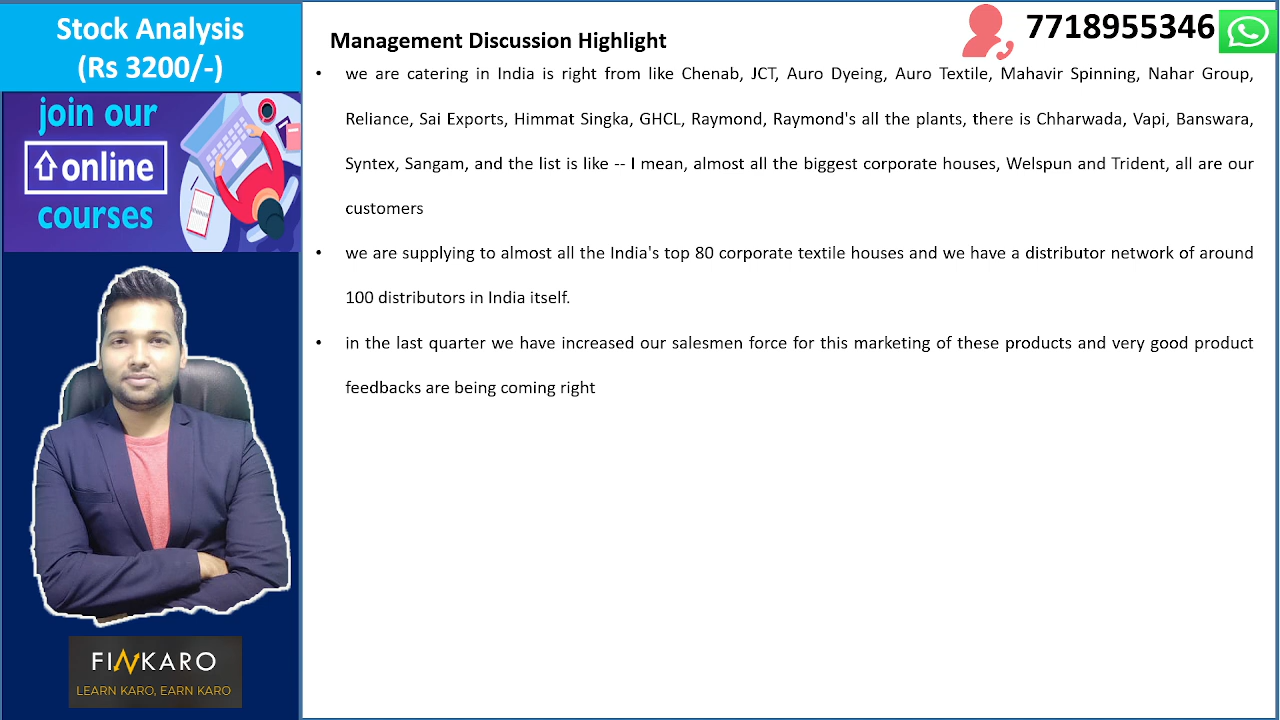 Stock Analysis
(Rs 3200/-)
join our
online
courses
FINKARO
LEARN KARO, EARN KARO
7718955346
Management Discussion Highlight
• we are catering in India is right from like Chenab, JCT, Auro Dyeing, Auro Textile, Mahavir Spinning, Nahar Group,
Reliance, Sai Exports, Himmat Singka, GHCL, Raymond, Raymond's all the plants, there is Chharwada, Vapi, Banswara,
Syntex, Sangam, and the list is like -- I mean, almost all the biggest corporate houses, Welspun and Trident, all are our
customers
• we are supplying to almost all the India's top 80 corporate textile houses and we have a distributor network of around
100 distributors in India itself.
• in the last quarter we have increased our salesmen force for this marketing of these products and very good product
feedbacks are being coming right